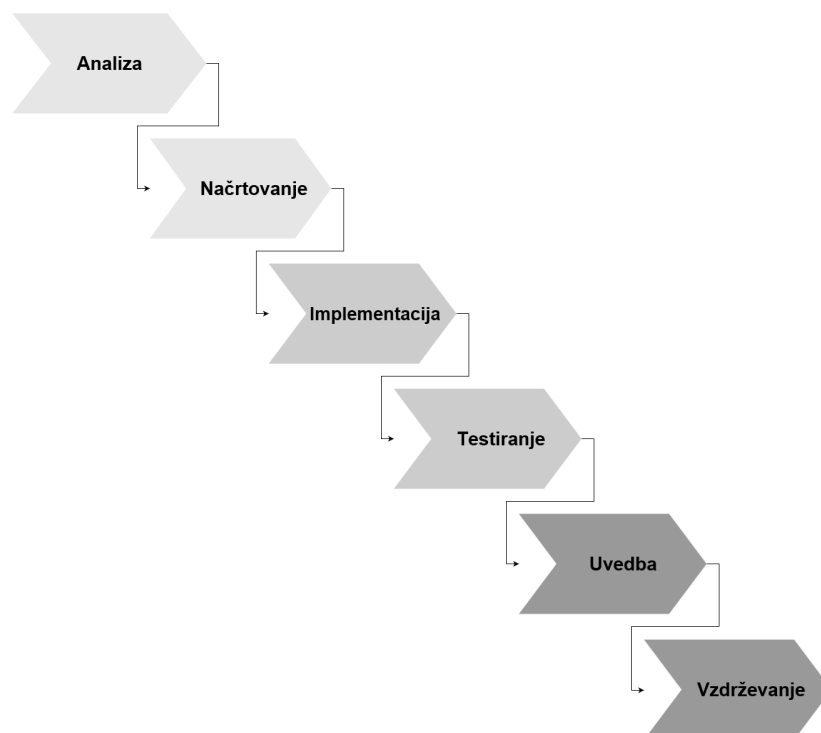 Analiza
Načrtovanje
Implementacija
Testiranje
Uvedba
Vzdrževanje